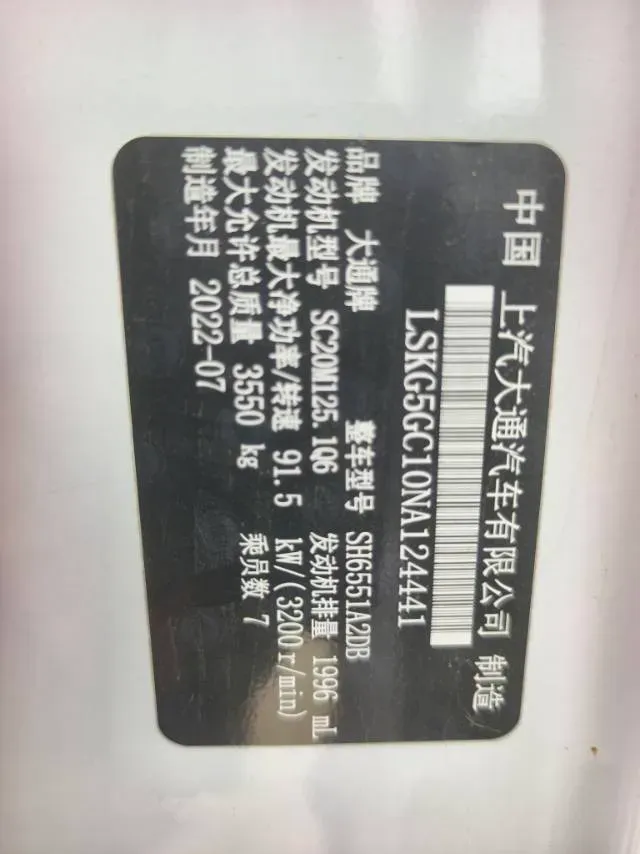 中国 上汽大通汽车有限公司 制造
LSKG5GC10NA124441
品牌 大通牌 整车型号 SH6551A2DB
发动机型号 SC20M125.1Q6 发动机排量 1996 mL
发动机最大净功率/转速 91.5 kW/(3200r/min)
最大允许总质量 3550 kg 乘员数 7
制造年月 2022-07